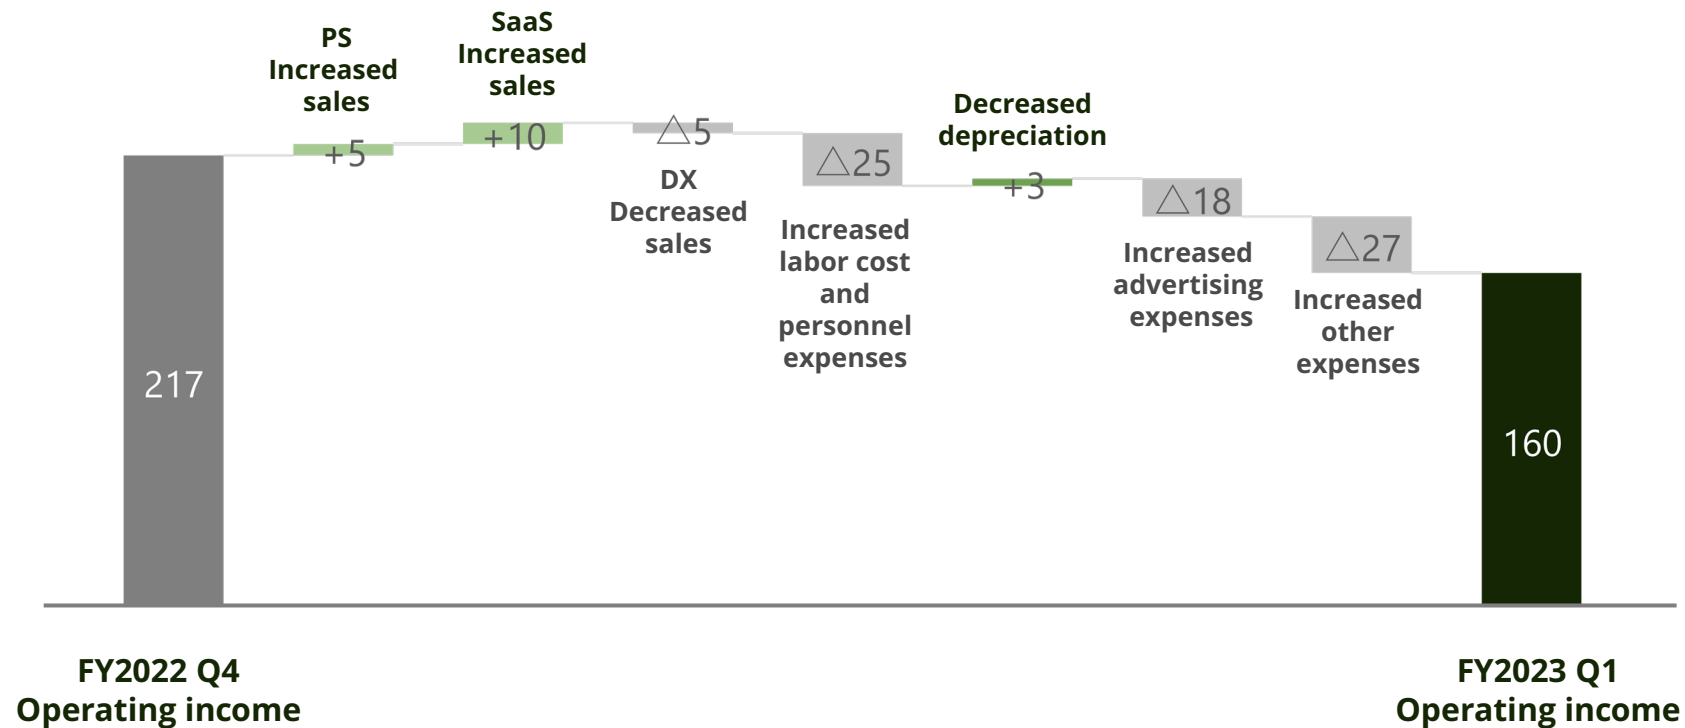 PS
Increased
sales
+5
SaaS
Increased
sales
+10
△5
DX
Decreased
sales
△25
Increased
labor cost
and
personnel
expenses
Decreased
depreciation
+3
△18
Increased
advertising
expenses
△27
Increased
other
expenses
217
160
FY2022 Q4
Operating income
FY2023 Q1
Operating income